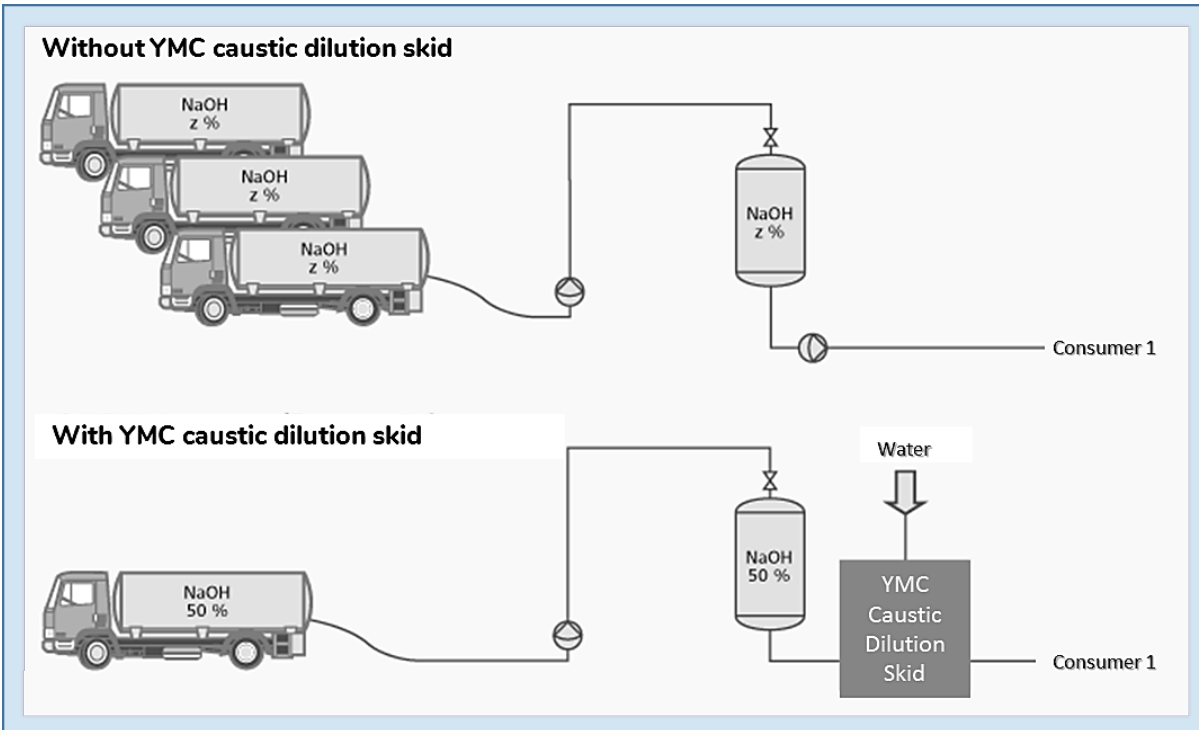 Without YMC caustic dilution skid
NaOH
z %
NaOH
z %
NaOH
z %
NaOH
z %
Consumer 1
With YMC caustic dilution skid
Water
NaOH
50 %
NaOH
50 %
YMC
Caustic
Dilution
Skid
Consumer 1